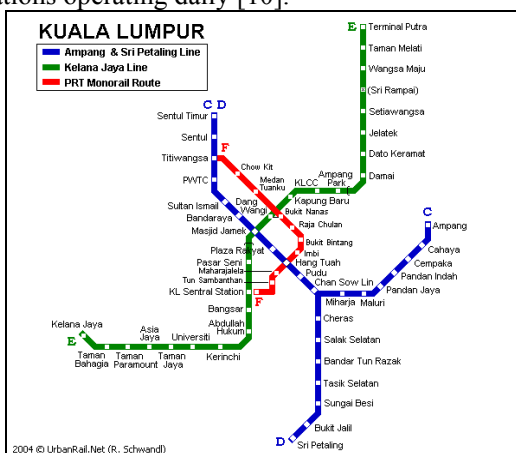 ations operating daily [10].
KUALA LUMPUR
Ampang & Sri Petaling Line
Kelana Jaya Line
PRT Monorail Route
E
Terminal Putra
Taman Melati
Wangsa Maju
(Sri Rampai)
Setiawangsa
Jelatek
Dato Keramat
Damai
Ampang
Park
KLCC
Kapung Baru
C D
Sentul Timur
Sentul
F
Titiwangsa
Chow Kit
Medan
Tuanku
PWTC
Dang
Wangi
Bukit Nanas
Sultan Ismail
Bandaraya
Raja Chulan
Masjid Jamek
Bukit Bintang
Plaza Rakyat
Imbi
Pasar Seni
Hang Tuah
Maharajalela
Pudu
Tun Sambanthan
Chan Sow Lin
KL Sentral Station
F
C
Ampang
Cahaya
Cempaka
Pandan Indah
Pandan Jaya
Miharja
Maluri
Bangsar
Abdullah
Hukum
Cheras
Kelana Jaya
E
Taman
Bahagia
Taman
Paramount
Asia
Jaya
Taman
Jaya
Universiti
Kerinchi
Salak Selatan
Bandar Tun Razak
Tasik Selatan
Sungai Besi
Bukit Jalil
D
Sri Petaling
2004 © UrbanRail.Net (R. Schwandl)